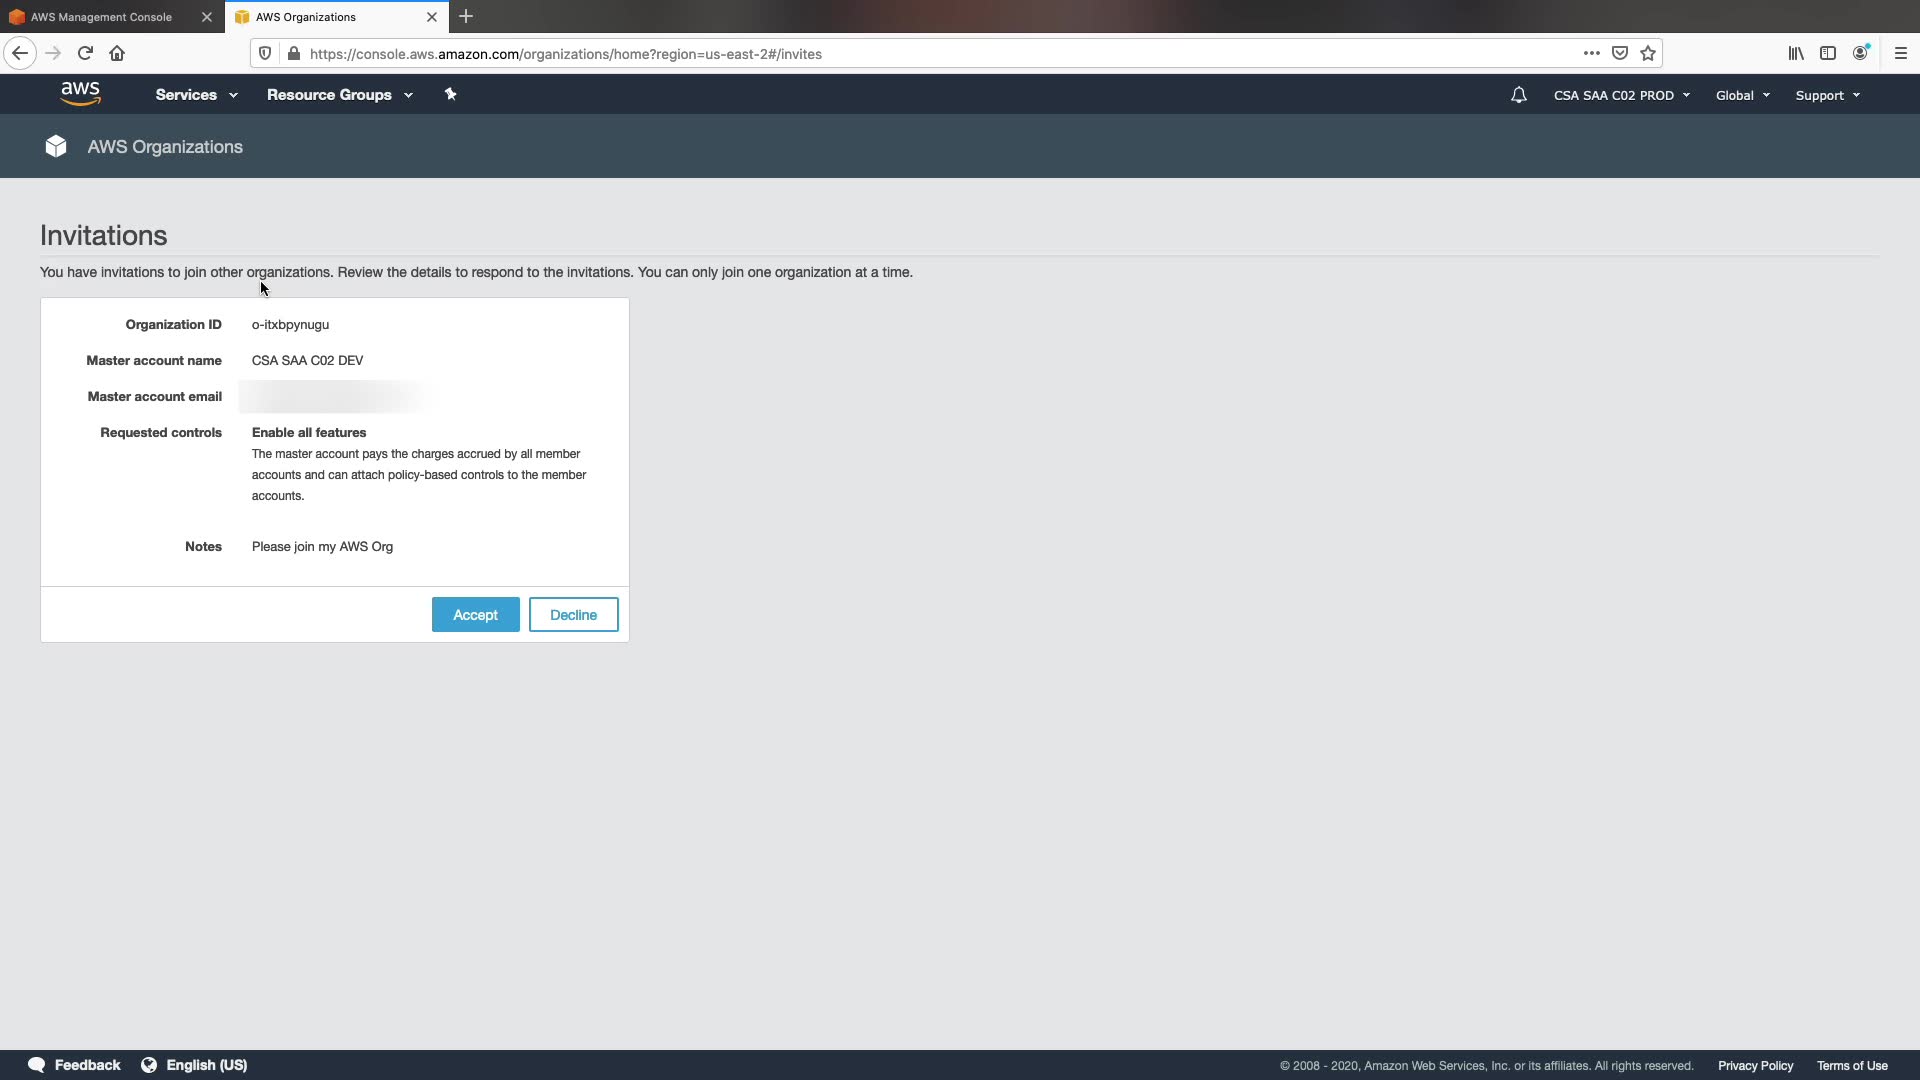 AWS Management Console
AWS Organizations
https://console.aws.amazon.com/organizations/home?region=us-east-2#/invites
aws
Services
Resource Groups
CSA SAA C02 PROD
Global
Support
AWS Organizations
Invitations
You have invitations to join other organizations. Review the details to respond to the invitations. You can only join one organization at a time.
Organization ID o-itxbpynugu
Master account name CSA SAA C02 DEV
Master account email
Requested controls Enable all features
The master account pays the charges accrued by all member
accounts and can attach policy-based controls to the member
accounts.
Notes Please join my AWS Org
Accept
Decline
Feedback
English (US)
© 2008 - 2020, Amazon Web Services, Inc. or its affiliates. All rights reserved.
Privacy Policy
Terms of Use